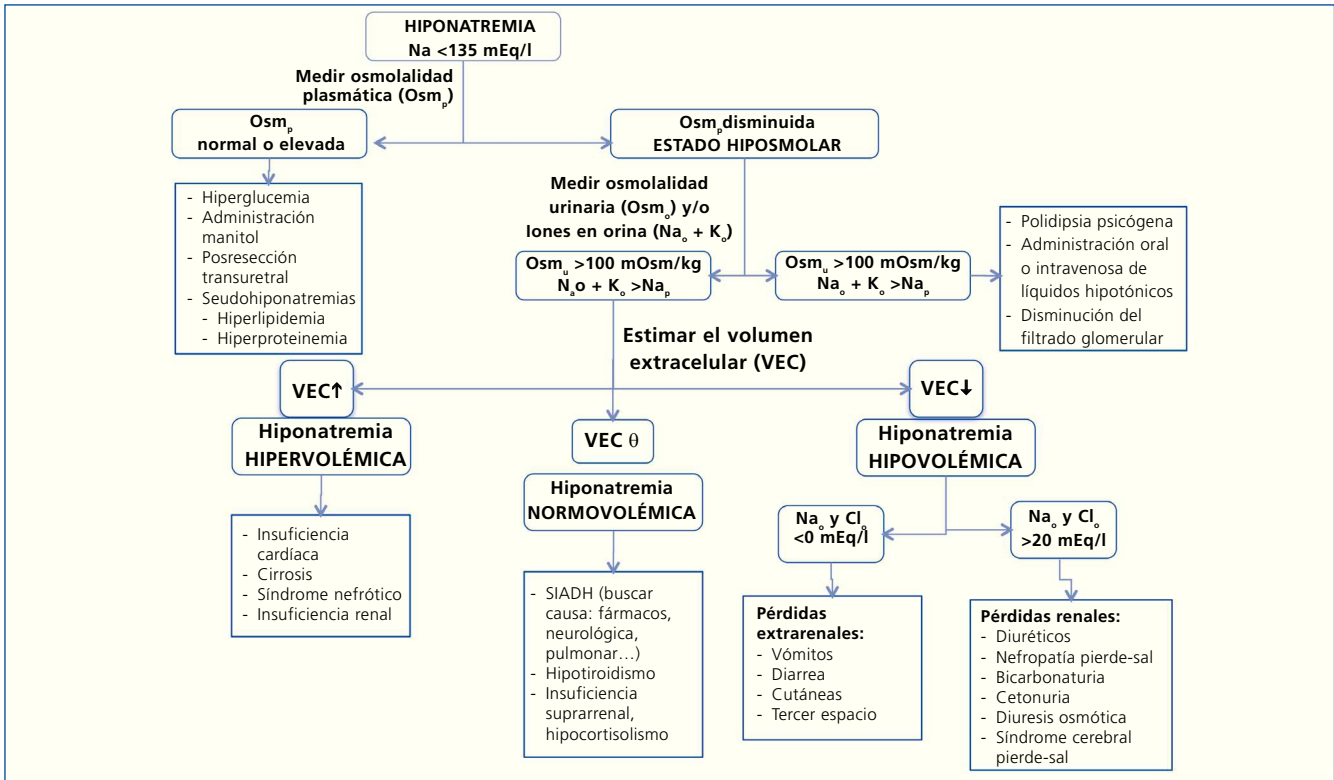 HIPONATREMIA
Na <135 mEq/l
Medir osmolalidad
plasmática (Osmₚ)
Osmₚ
normal o elevada
Osmₚdisminuida
ESTADO HIPOSMOLAR
- Hiperglucemia
- Administración
manitol
- Posresección
transuretral
- Seudohiponatremias
- Hiperlipidemia
- Hiperproteinemia
Medir osmolalidad
urinaria (Osmₒ) y/o
Iones en orina (Naₒ + Kₒ)
Osmᵤ >100 mOsm/kg
Nₐo + Kₒ >Naₚ
Osmᵤ >100 mOsm/kg
Naₒ + Kₒ >Naₚ
- Polidipsia psicógena
- Administración oral
o intravenosa de
líquidos hipotónicos
- Disminución del
filtrado glomerular
Estimar el volumen
extracelular (VEC)
VEC↑
Hiponatremia
HIPERVOLÉMICA
- Insuficiencia
cardíaca
- Cirrosis
- Síndrome nefrótico
- Insuficiencia renal
VEC θ
Hiponatremia
NORMOVOLÉMICA
- SIADH (buscar
causa: fármacos,
neurológica,
pulmonar…)
- Hipotiroidismo
- Insuficiencia
suprarrenal,
hipocortisolismo
VEC↓
Hiponatremia
HIPOVOLÉMICA
Naₒ y Clₒ
<0 mEq/l
Naₒ y Clₒ
>20 mEq/l
Pérdidas
extrarenales:
- Vómitos
- Diarrea
- Cutáneas
- Tercer espacio
Pérdidas renales:
- Diuréticos
- Nefropatía pierde-sal
- Bicarbonaturia
- Cetonuria
- Diuresis osmótica
- Síndrome cerebral
pierde-sal